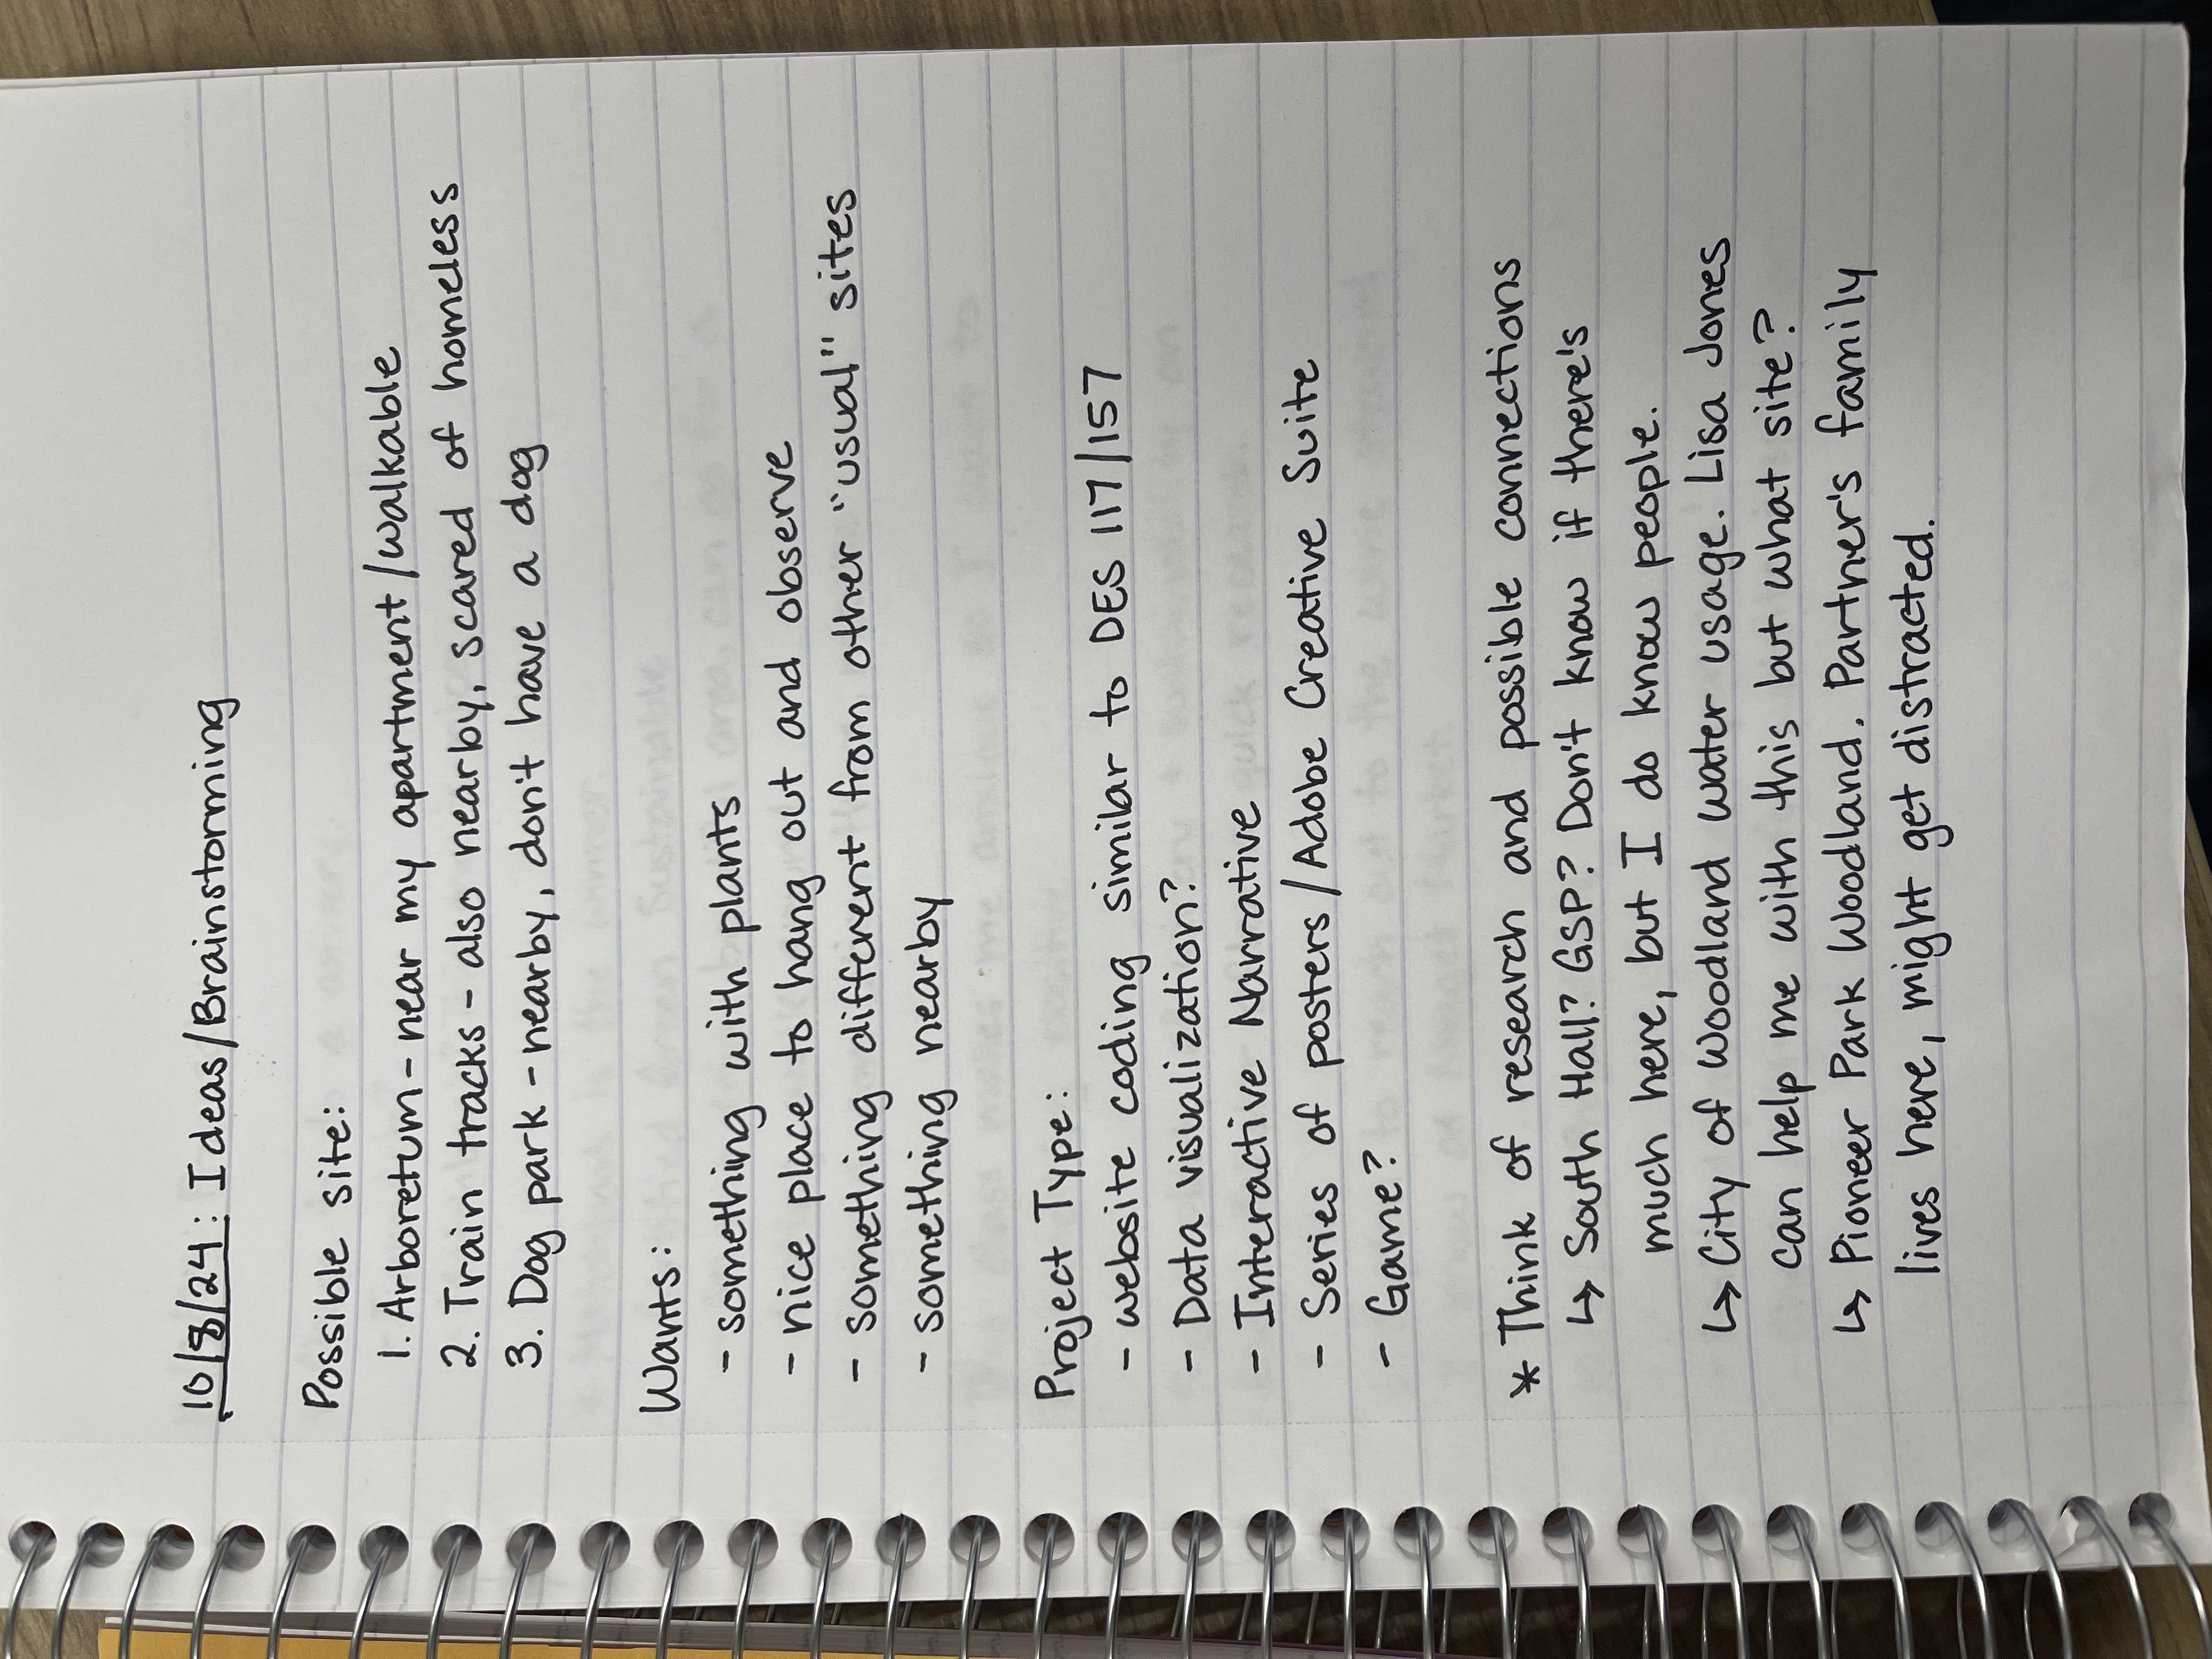 10/8/24: Ideas/Brainstorming
Possible site:
1. Arboretum - near my apartment/walkable
2. Train tracks - also nearby, scared of homeless
3. Dog park - nearby, don't have a dog
Wants:
- something with plants
- nice place to hang out and observe
- something different from other "usual" sites
- something nearby
Project Type:
- website coding similar to DES 117/157
- Data visualization?
- Interactive Narrative
- Series of posters/Adobe Creative Suite
- Game?
* Think of research and possible connections
↳ South Hall? GSP? Don't know if there's
much here, but I do know people.
↳ City of Woodland water usage. Lisa Jones
can help me with this but what site?
↳ Pioneer Park Woodland. Partner's family
lives here, might get distracted.